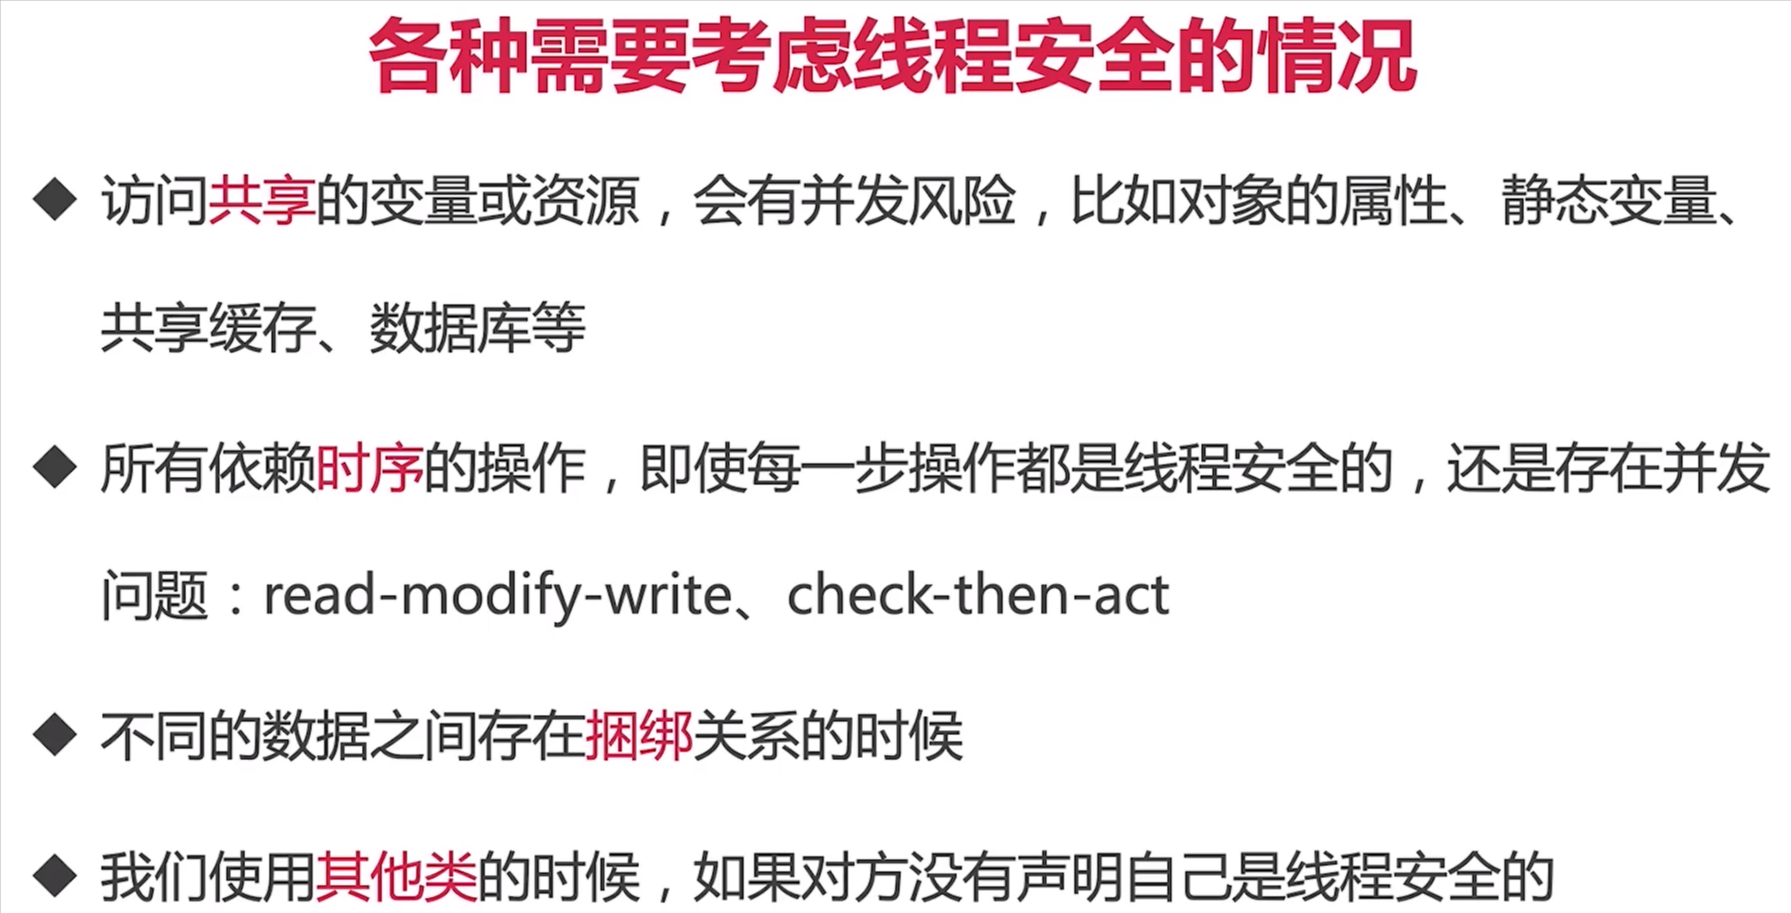 各种需要考虑线程安全的情况
◆ 访问共享的变量或资源，会有并发风险，比如对象的属性、静态变量、
共享缓存、数据库等
◆ 所有依赖时序的操作，即使每一步操作都是线程安全的，还是存在并发
问题：read-modify-write、check-then-act
◆ 不同的数据之间存在捆绑关系的时候
◆ 我们使用其他类的时候，如果对方没有声明自己是线程安全的